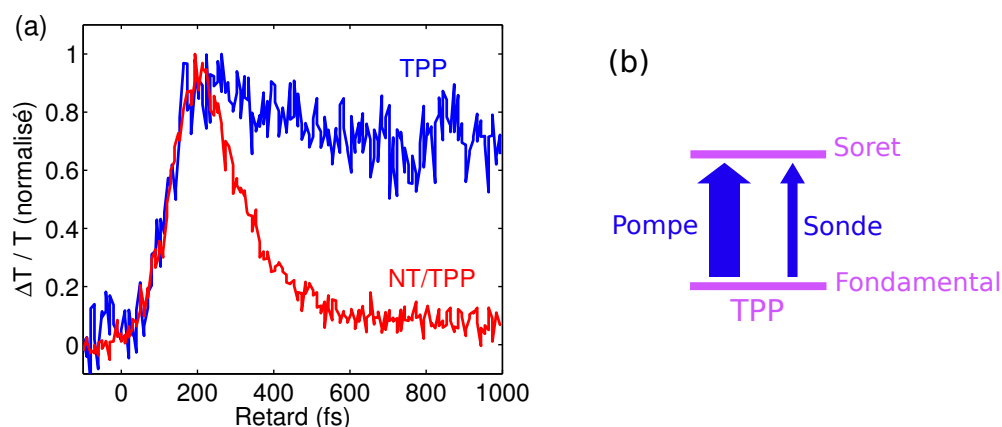 (a)
ΔT / T (normalisé)
1
0.8
0.6
0.4
0.2
0
0 200 400 600 800 1000
Retard (fs)
TPP
NT/TPP
(b)
Soret
Pompe Sonde
Fondamental
TPP